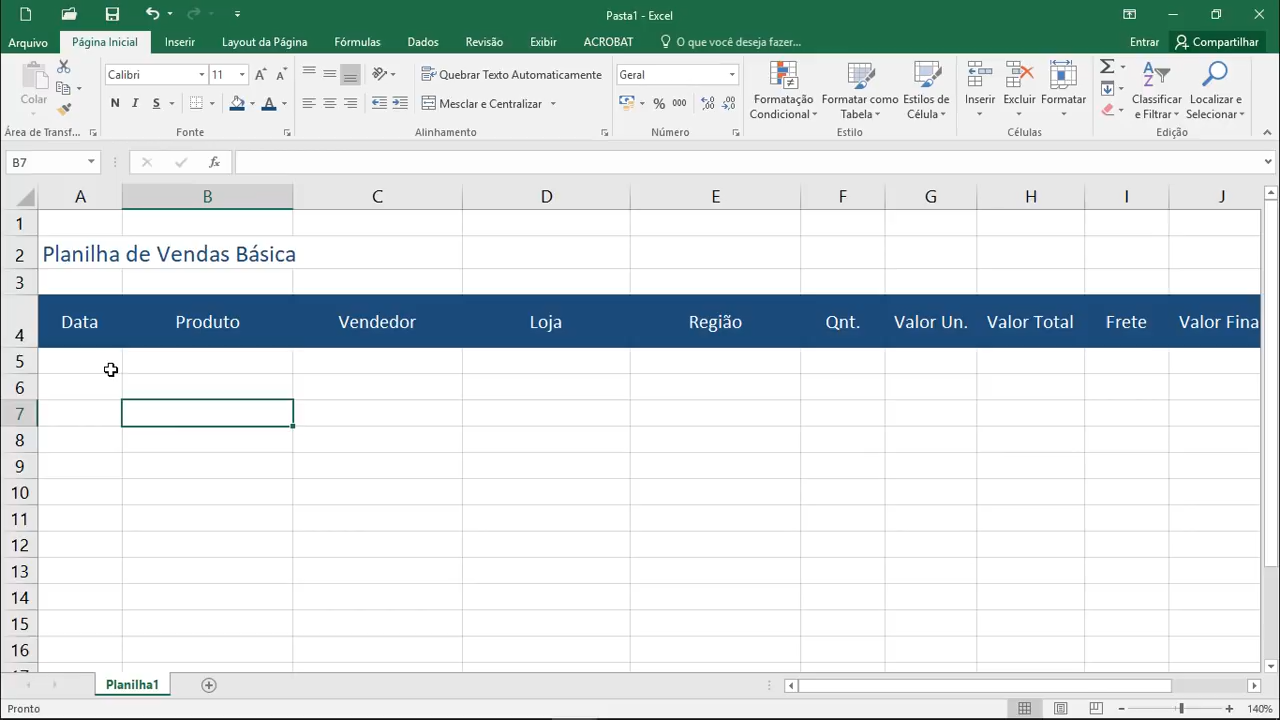 Pasta1 - Excel
Arquivo Página Inicial Inserir Layout da Página Fórmulas Dados Revisão Exibir ACROBAT O que você deseja fazer... Entrar Compartilhar
Colar Calibri 11 Quebrar Texto Automaticamente Geral Formatação Condicional Formatar como Tabela Estilos de Célula Inserir Excluir Formatar Classificar e Filtrar Localizar e Selecionar
N I S A Mesclar e Centralizar % 000
Área de Transf... Fonte Alinhamento Número Estilo Células Edição
B7 fx
A B C D E F G H I J
1
2 Planilha de Vendas Básica
3
4 Data Produto Vendedor Loja Região Qnt. Valor Un. Valor Total Frete Valor Fina
5
6
7
8
9
10
11
12
13
14
15
16
17
Planilha1
Pronto 140%